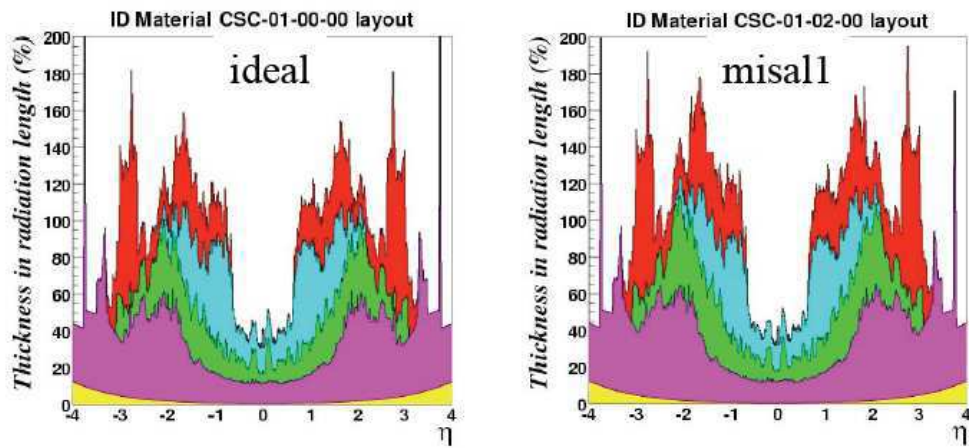 ID Material CSC-01-00-00 layout
Thickness in radiation length (%)
200
180
160
140
120
100
80
60
40
20
0
ideal
-4 -3 -2 -1 0 1 2 3 4
η
ID Material CSC-01-02-00 layout
Thickness in radiation length (%)
200
180
160
140
120
100
80
60
40
20
0
misal1
-4 -3 -2 -1 0 1 2 3 4
η